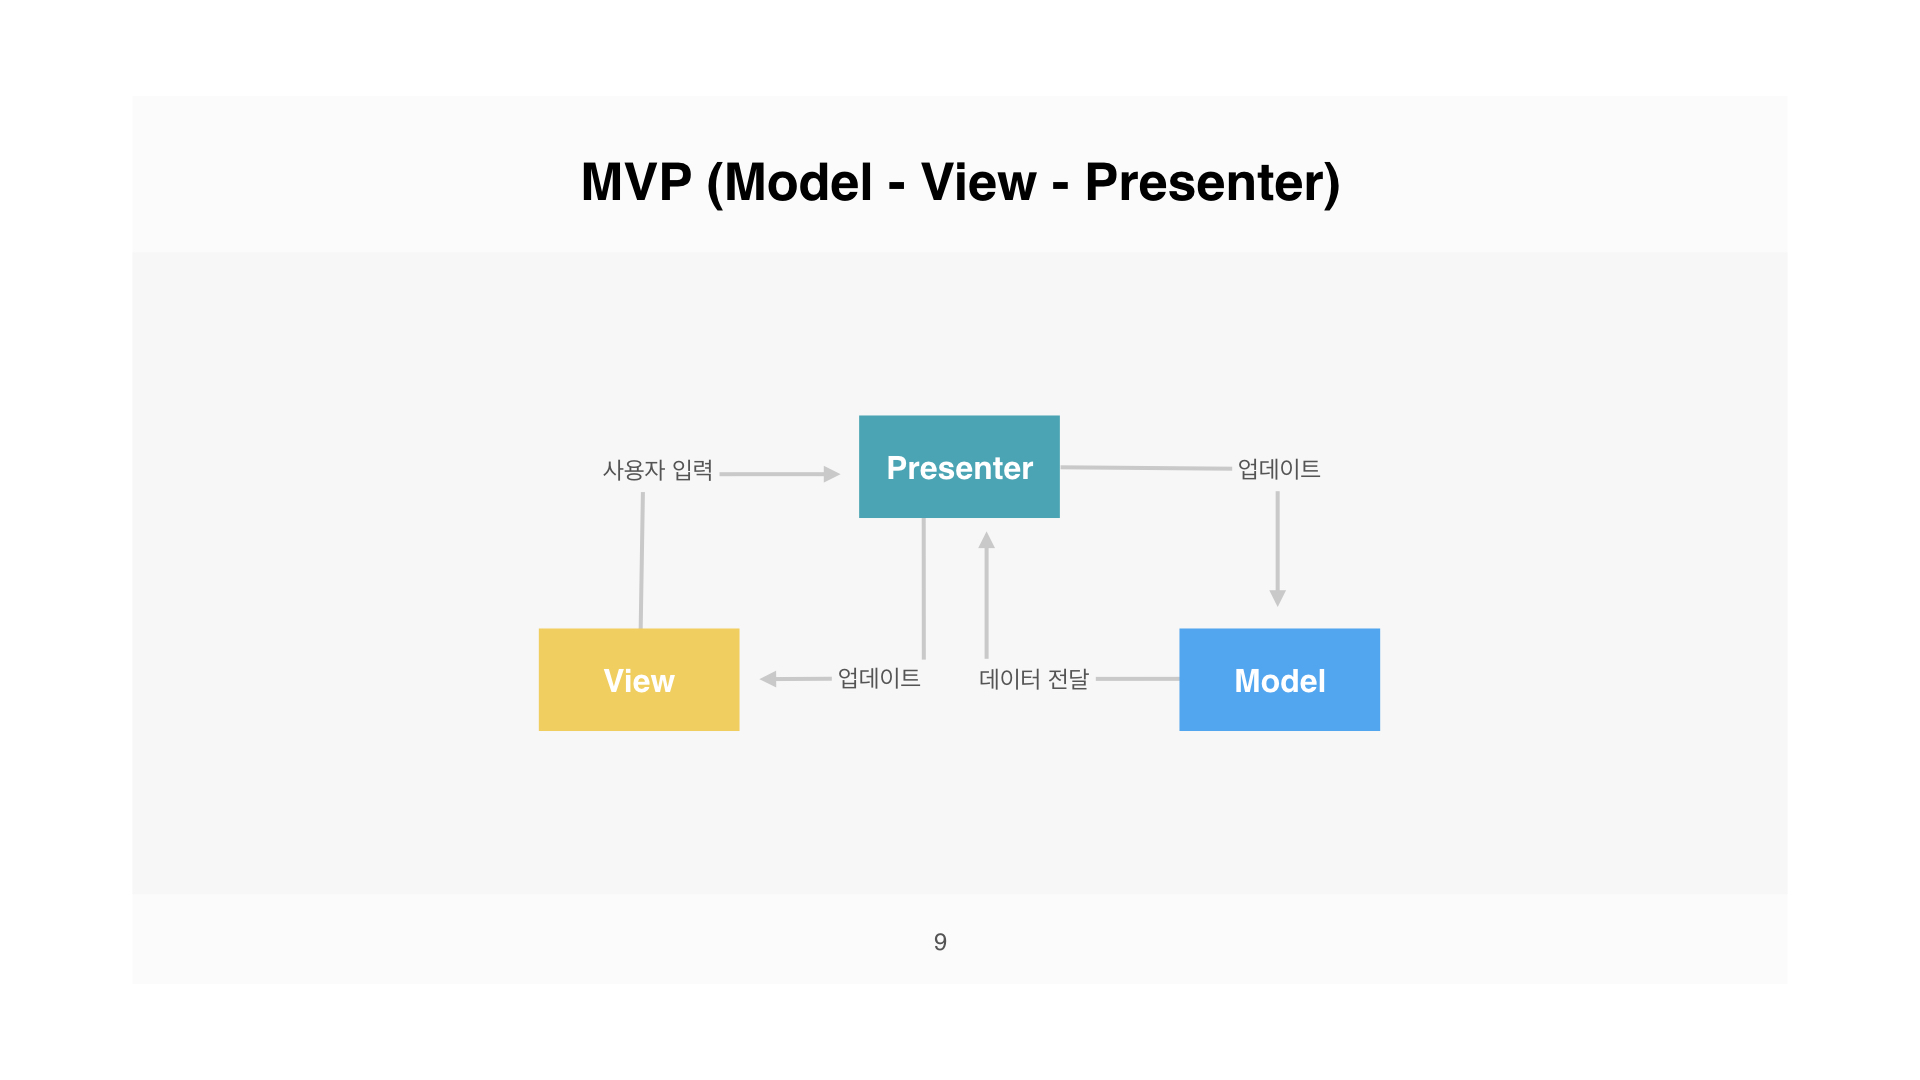 MVP (Model - View - Presenter)
사용자 입력
Presenter
업데이트
View
업데이트
데이터 전달
Model
9